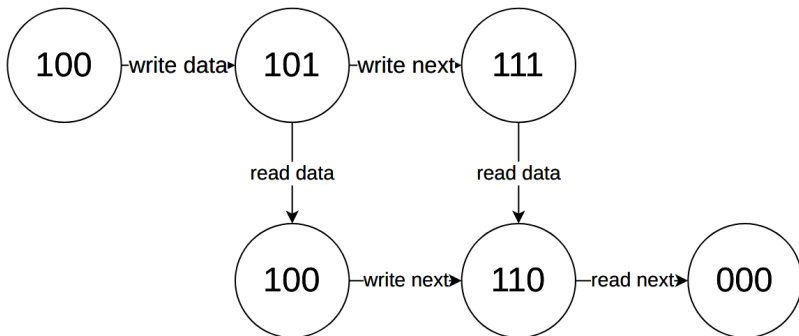 100 write data 101 write next 111
read data read data
100 write next 110 read next 000